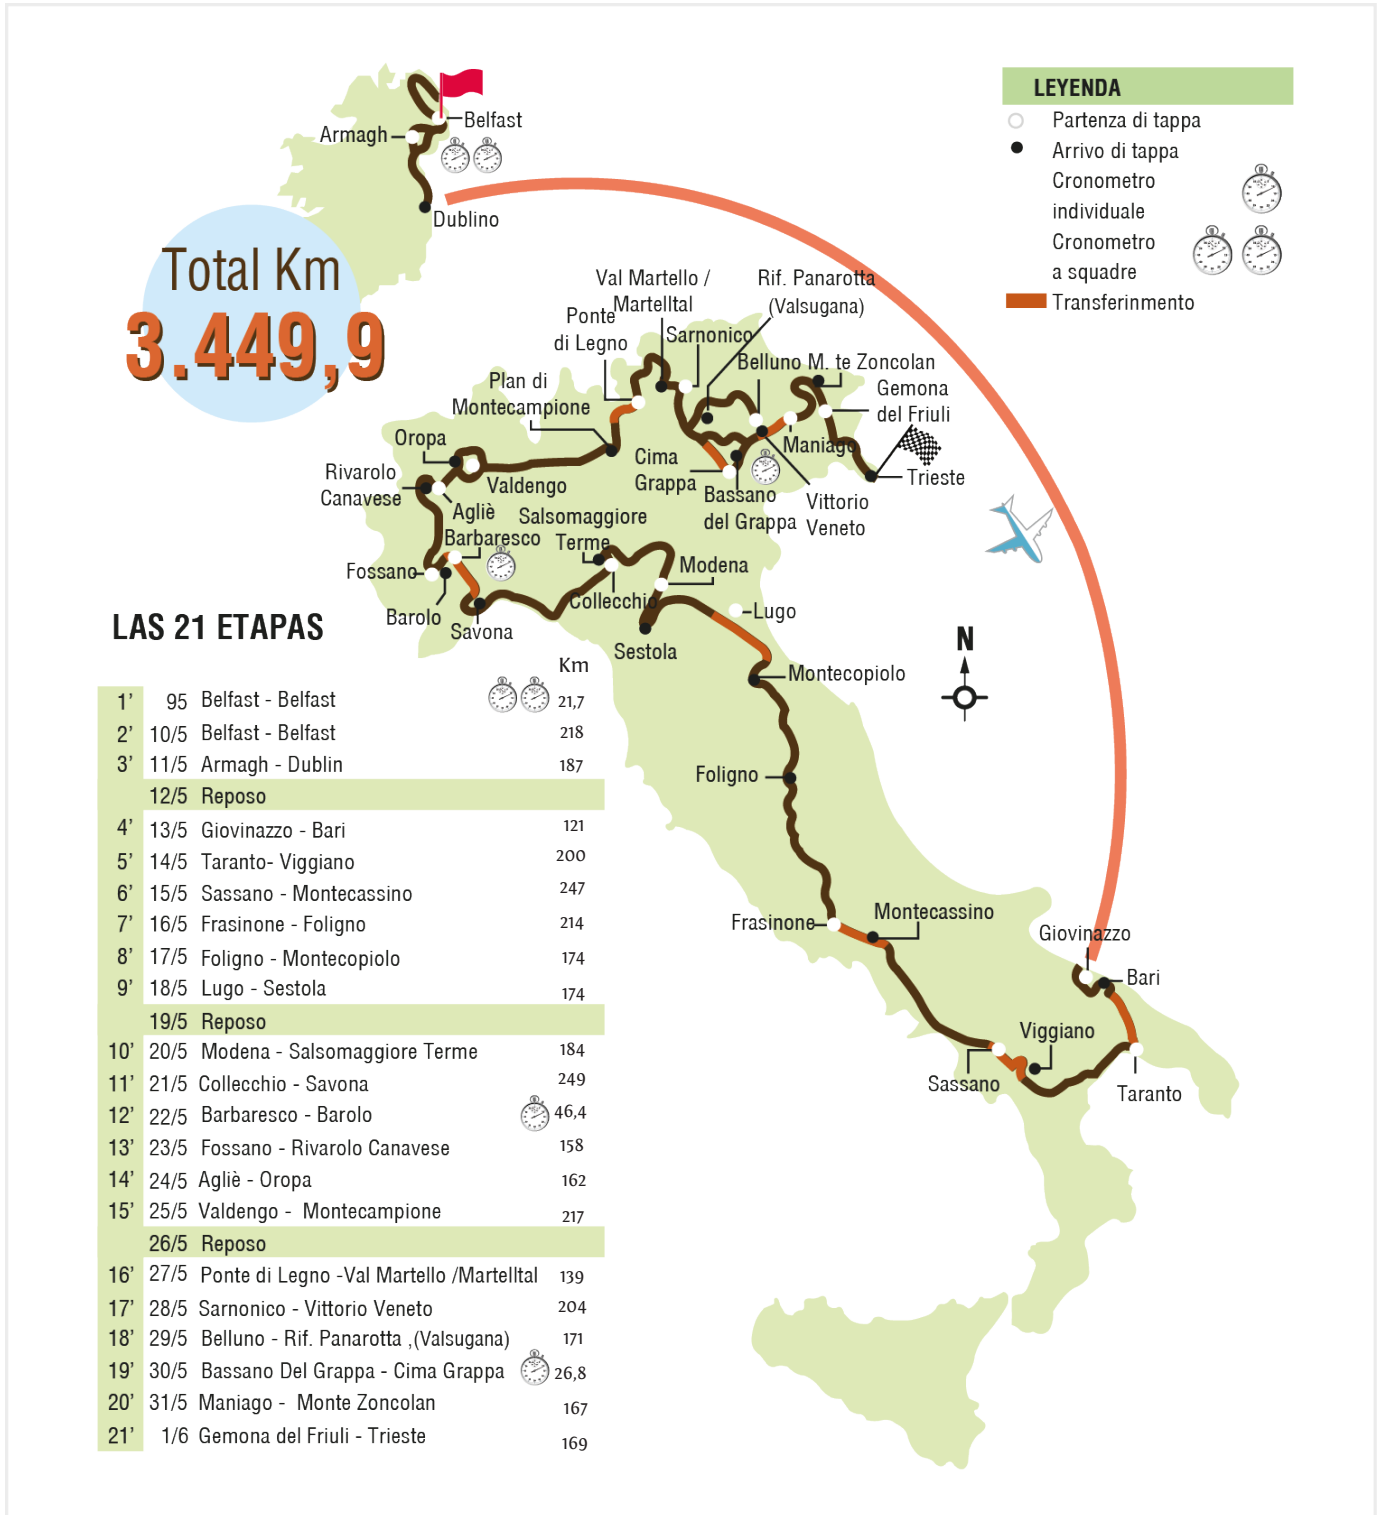 Belfast
Armagh
Dublino
LEYENDA
Partenza di tappa
Arrivo di tappa
Cronometro
individuale
Cronometro
a squadre
Transferinmento
Total Km
3.449,9
Val Martello /
Martelltal
Rif. Panarotta
(Valsugana)
Ponte
di Legno
Sarnonico
Belluno
M. te Zoncolan
Plan di
Montecampione
Gemona
del Friuli
Oropa
Maniago
Cima
Grappa
Trieste
Rivarolo
Canavese
Valdengo
Bassano
del Grappa
Vittorio
Veneto
Agliè
Salsomaggiore
Terme
Barbaresco
Modena
Fossano
Collecchio
Lugo
Barolo
Savona
Sestola
Montecopiolo
N
Foligno
Frasinone
Montecassino
Giovinazzo
Bari
Viggiano
Sassano
Taranto
LAS 21 ETAPAS
Km
1’ 95 Belfast - Belfast 21,7
2’ 10/5 Belfast - Belfast 218
3’ 11/5 Armagh - Dublin 187
12/5 Reposo
4’ 13/5 Giovinazzo - Bari 121
5’ 14/5 Taranto- Viggiano 200
6’ 15/5 Sassano - Montecassino 247
7’ 16/5 Frasinone - Foligno 214
8’ 17/5 Foligno - Montecopiolo 174
9’ 18/5 Lugo - Sestola 174
19/5 Reposo
10’ 20/5 Modena - Salsomaggiore Terme 184
11’ 21/5 Collecchio - Savona 249
12’ 22/5 Barbaresco - Barolo 46,4
13’ 23/5 Fossano - Rivarolo Canavese 158
14’ 24/5 Agliè - Oropa 162
15’ 25/5 Valdengo - Montecampione 217
26/5 Reposo
16’ 27/5 Ponte di Legno -Val Martello /Martelltal 139
17’ 28/5 Sarnonico - Vittorio Veneto 204
18’ 29/5 Belluno - Rif. Panarotta ,(Valsugana) 171
19’ 30/5 Bassano Del Grappa - Cima Grappa 26,8
20’ 31/5 Maniago - Monte Zoncolan 167
21’ 1/6 Gemona del Friuli - Trieste 169